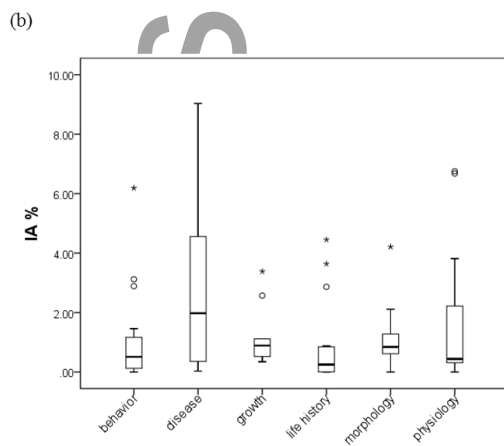 (b)
10.00
8.00
6.00
4.00
2.00
.00
IA %
behavior
disease
growth
life history
morphology
physiology